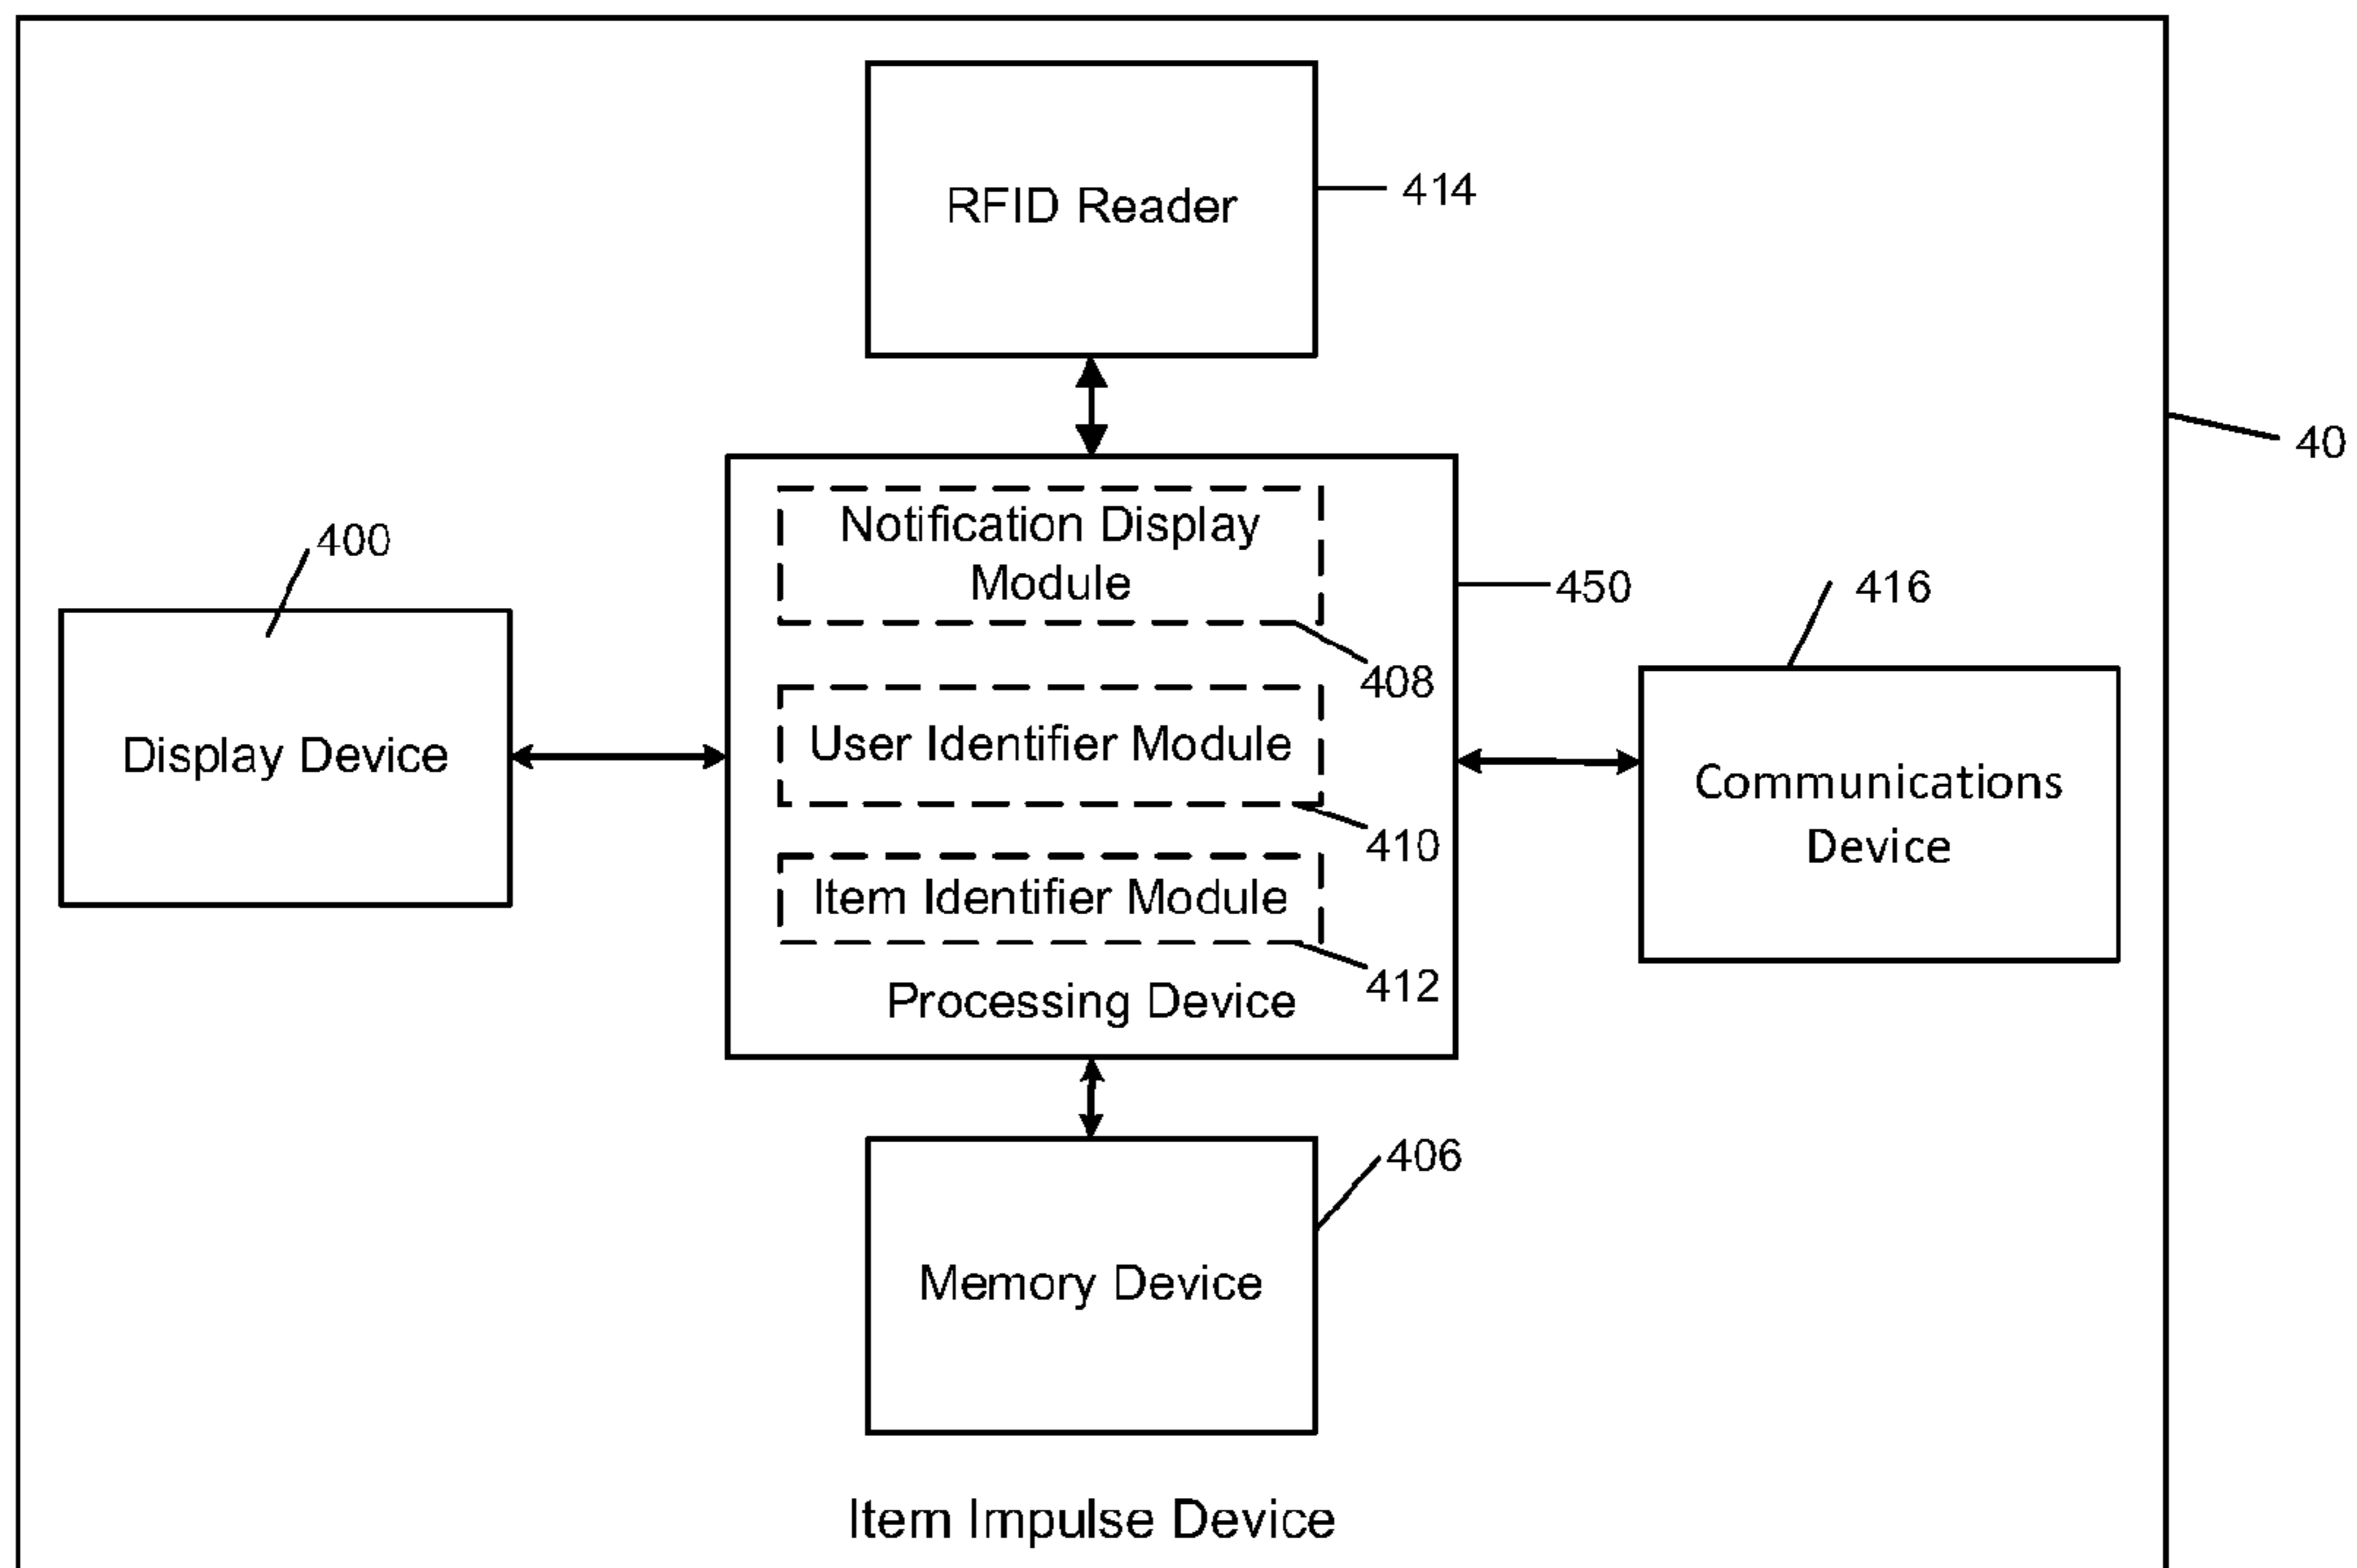 RFID Reader
414
40
Notification Display
Module
400
450
416
408
Display Device
User Identifier Module
Communications
Device
410
Item Identifier Module
412
Processing Device
406
Memory Device
Item Impulse Device